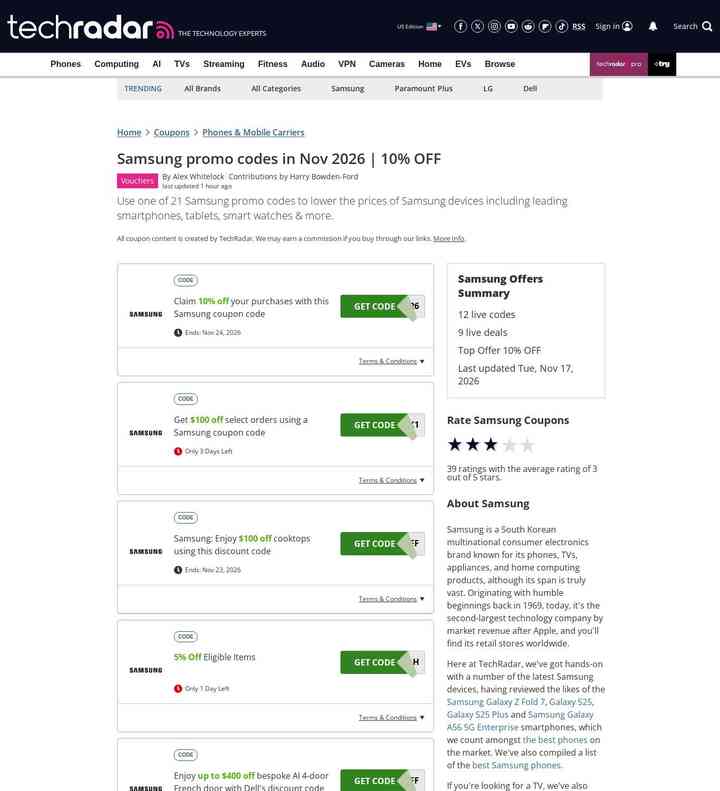 techradar THE TECHNOLOGY EXPERTS
US Edition
RSS
Sign in
Search
Phones Computing AI TVs Streaming Fitness Audio VPN Cameras Home EVs Browse
techradar pro
TRENDING All Brands All Categories Samsung Paramount Plus LG Dell
Home > Coupons > Phones & Mobile Carriers
Samsung promo codes in Nov 2026 | 10% OFF
Vouchers
By Alex Whitelock Contributions by Harry Bowden-Ford
last updated 1 hour ago
Use one of 21 Samsung promo codes to lower the prices of Samsung devices including leading
smartphones, tablets, smart watches & more.
All coupon content is created by TechRadar. We may earn a commission if you buy through our links. More Info.
CODE
SAMSUNG
Claim 10% off your purchases with this
Samsung coupon code
Ends: Nov 24, 2026
GET CODE
Terms & Conditions ▼
CODE
SAMSUNG
Get $100 off select orders using a
Samsung coupon code
Only 3 Days Left
GET CODE
Terms & Conditions ▼
CODE
SAMSUNG
Samsung: Enjoy $100 off cooktops
using this discount code
Ends: Nov 23, 2026
GET CODE FF
Terms & Conditions ▼
CODE
SAMSUNG
5% Off Eligible Items
Only 1 Day Left
GET CODE H
Terms & Conditions ▼
CODE
SAMSUNG
Enjoy up to $400 off bespoke AI 4-door
French door with Dell's discount code
GET CODE FF
Samsung Offers
Summary
12 live codes
9 live deals
Top Offer 10% OFF
Last updated Tue, Nov 17,
2026
Rate Samsung Coupons
39 ratings with the average rating of 3
out of 5 stars.
About Samsung
Samsung is a South Korean
multinational consumer electronics
brand known for its phones, TVs,
appliances, and home computing
products, although its span is truly
vast. Originating with humble
beginnings back in 1969, today, it's the
second-largest technology company by
market revenue after Apple, and you'll
find its retail stores worldwide.
Here at TechRadar, we've got hands-on
with a number of the latest Samsung
devices, having reviewed the likes of the
Samsung Galaxy Z Fold 7, Galaxy S25,
Galaxy S25 Plus and Samsung Galaxy
A56 5G Enterprise smartphones, which
we count amongst the best phones on
the market. We've also compiled a list
of the best Samsung phones.
If you're looking for a TV, we've also